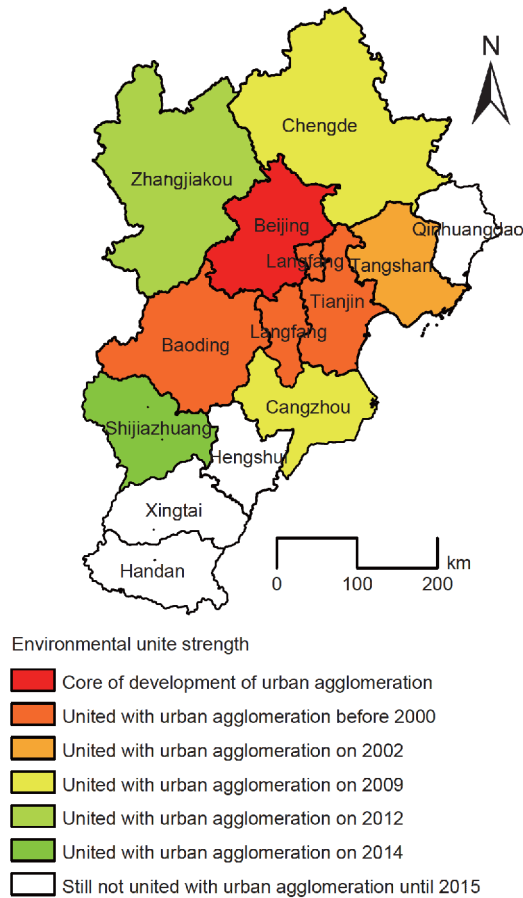 N
Chengde
Zhangjiakou
Beijing
Qinhuangdao
Langfang
Tangshan
Tianjin
Langfang
Baoding
Cangzhou
Shijiazhuang
Hengshui
Xingtai
Handan
km
0 100 200
Environmental unite strength
Core of development of urban agglomeration
United with urban agglomeration before 2000
United with urban agglomeration on 2002
United with urban agglomeration on 2009
United with urban agglomeration on 2012
United with urban agglomeration on 2014
Still not united with urban agglomeration until 2015